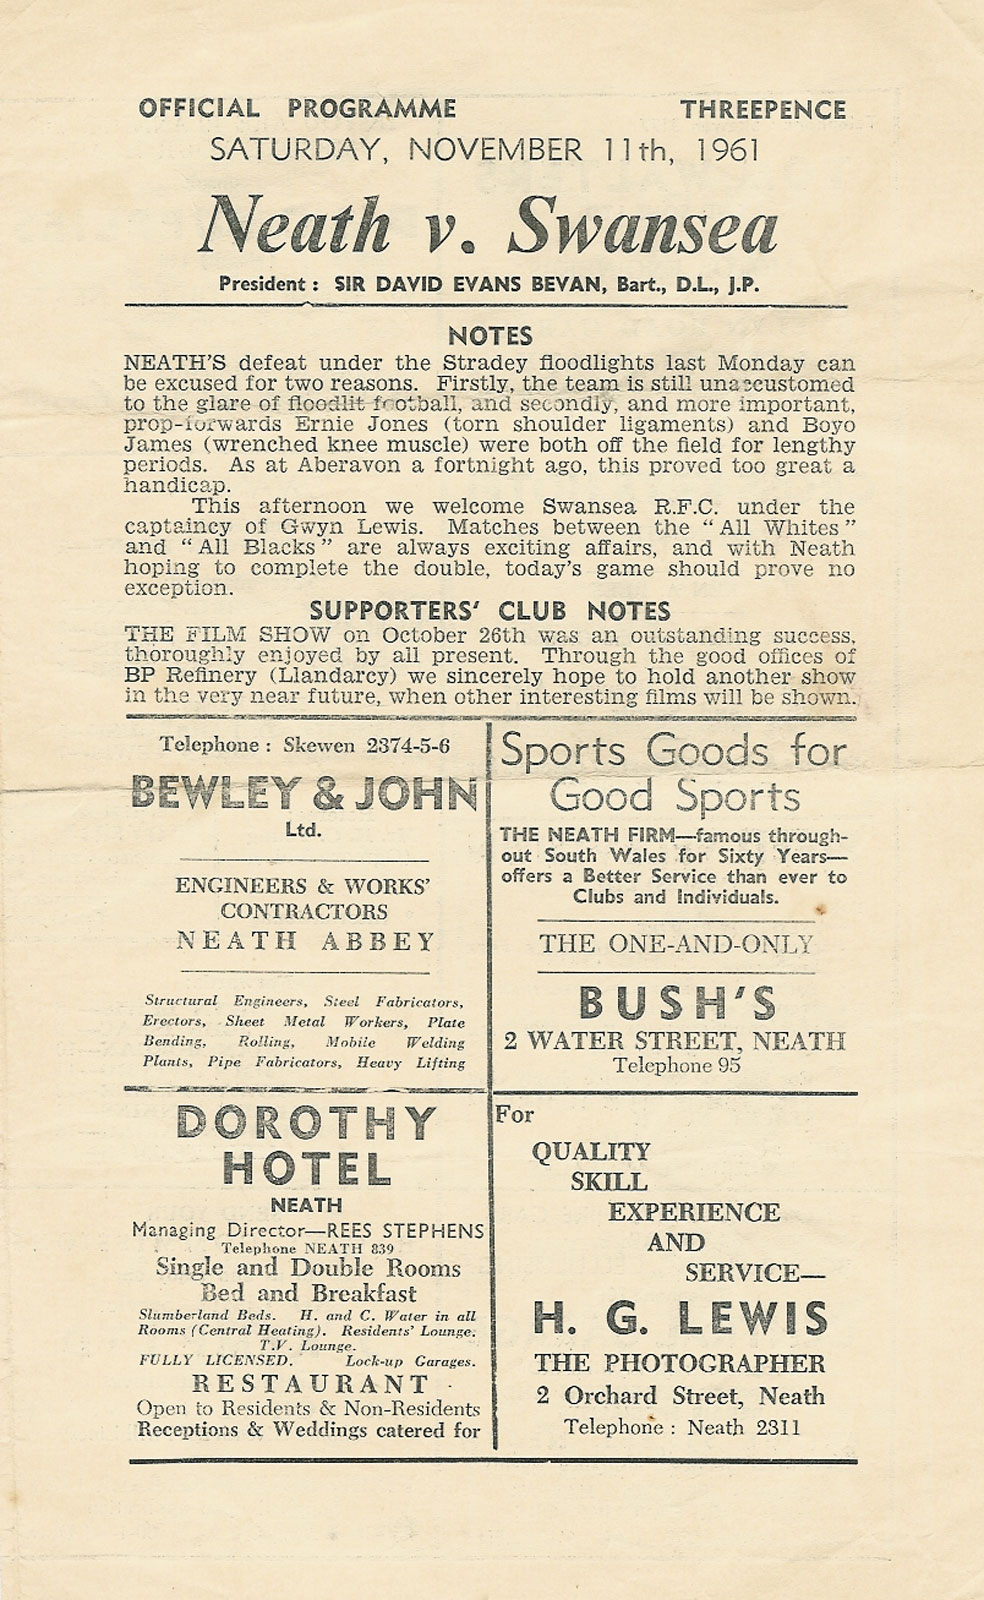 OFFICIAL PROGRAMME THREEPENCE
SATURDAY, NOVEMBER 11th, 1961
Neath v. Swansea
President : SIR DAVID EVANS BEVAN, Bart., D.L., J.P.
NOTES
NEATH'S defeat under the Stradey floodlights last Monday can
be excused for two reasons. Firstly, the team is still unaccustomed
to the glare of floodlit football, and secondly, and more important,
prop-forwards Ernie Jones (torn shoulder ligaments) and Boyo
James (wrenched knee muscle) were both off the field for lengthy
periods. As at Aberavon a fortnight ago, this proved too great a
handicap.
This afternoon we welcome Swansea R.F.C. under the
captaincy of Gwyn Lewis. Matches between the "All Whites"
and "All Blacks" are always exciting affairs, and with Neath
hoping to complete the double, today's game should prove no
exception.
SUPPORTERS' CLUB NOTES
THE FILM SHOW on October 26th was an outstanding success,
thoroughly enjoyed by all present. Through the good offices of
BP Refinery (Llandarcy) we sincerely hope to hold another show
in the very near future, when other interesting films will be shown.
Telephone : Skewen 2374-5-6
BEWLEY & JOHN
Ltd.
ENGINEERS & WORKS'
CONTRACTORS
NEATH ABBEY
Structural Engineers, Steel Fabricators,
Erectors, Sheet Metal Workers, Plate
Bending, Rolling, Mobile Welding
Plants, Pipe Fabricators, Heavy Lifting
Sports Goods for
Good Sports
THE NEATH FIRM—famous through-
out South Wales for Sixty Years—
offers a Better Service than ever to
Clubs and Individuals.
THE ONE-AND-ONLY
BUSH'S
2 WATER STREET, NEATH
Telephone 95
DOROTHY
HOTEL
NEATH
Managing Director—REES STEPHENS
Telephone NEATH 839
Single and Double Rooms
Bed and Breakfast
Slumberland Beds. H. and C. Water in all
Rooms (Central Heating). Residents' Lounge.
T.V. Lounge.
FULLY LICENSED. Lock-up Garages.
RESTAURANT
Open to Residents & Non-Residents
Receptions & Weddings catered for
For
QUALITY
SKILL
EXPERIENCE
AND
SERVICE—
H. G. LEWIS
THE PHOTOGRAPHER
2 Orchard Street, Neath
Telephone : Neath 2311